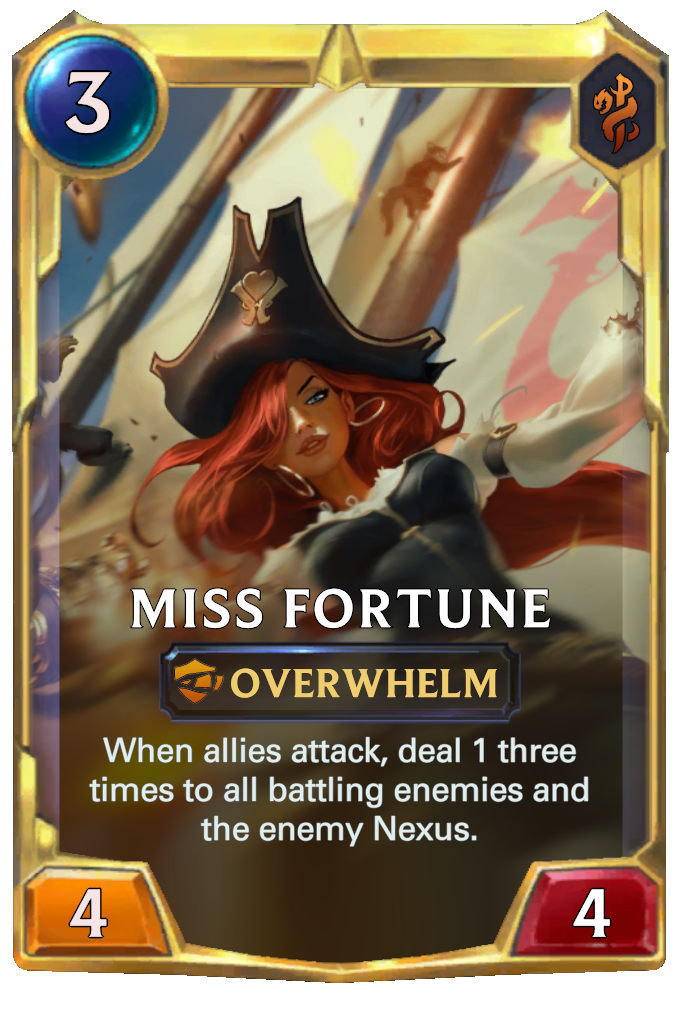 3
MISS FORTUNE
OVERWHELM
When allies attack, deal 1 three
times to all battling enemies and
the enemy Nexus.
4
4